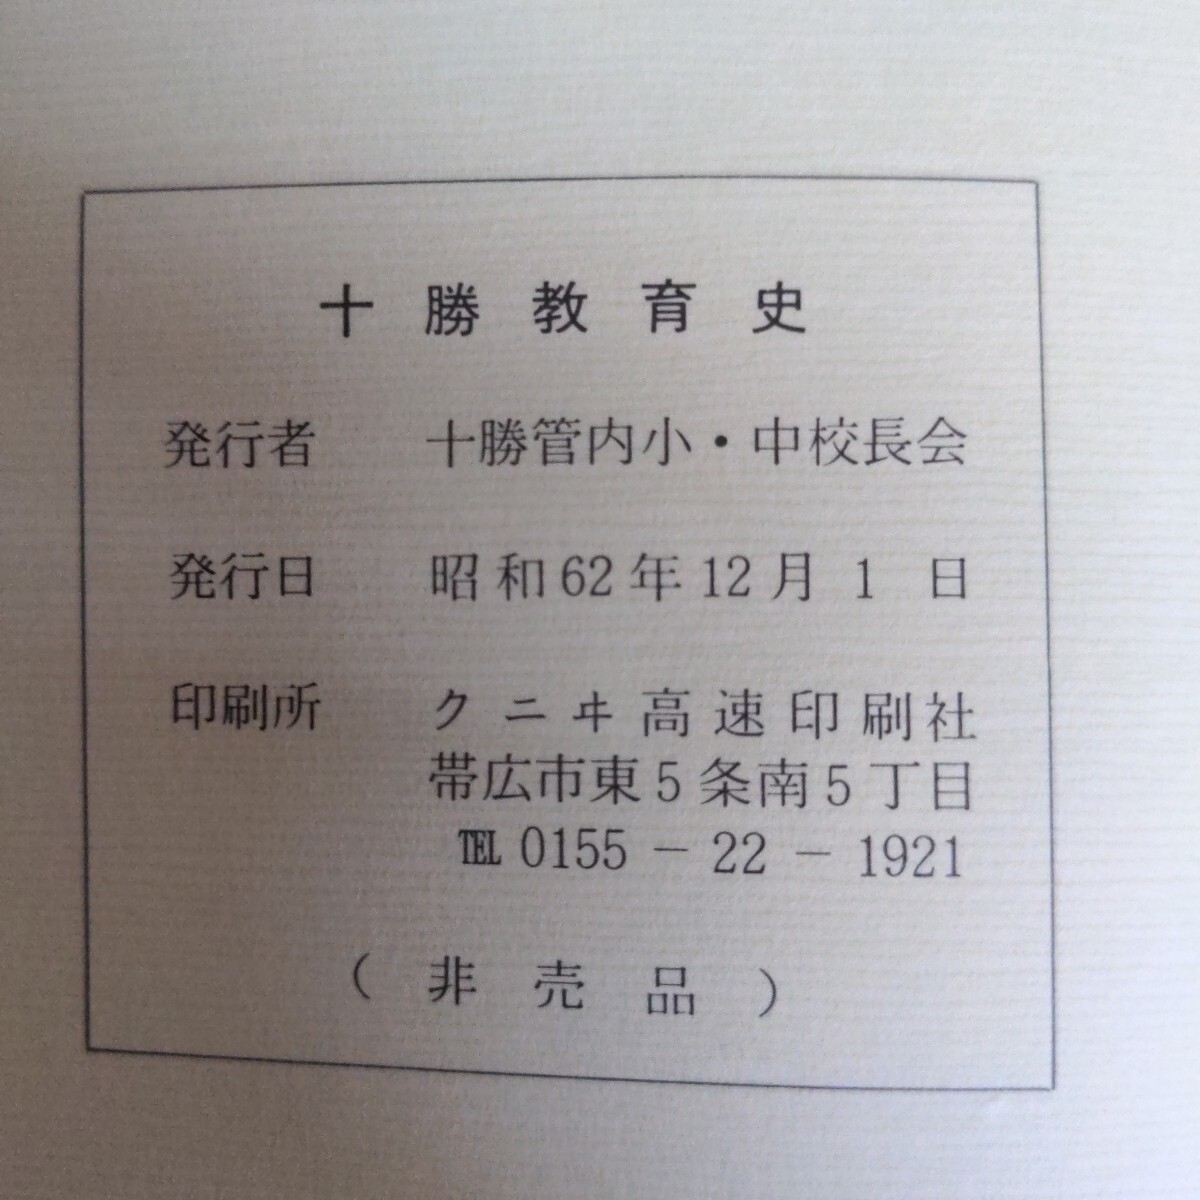 十勝教育史
発行者 十勝管内小・中校長会
発行日 昭和62年12月1日
印刷所 クニヰ高速印刷社
帯広市東5条南5丁目
℡ 0155－22－1921
(非売品)